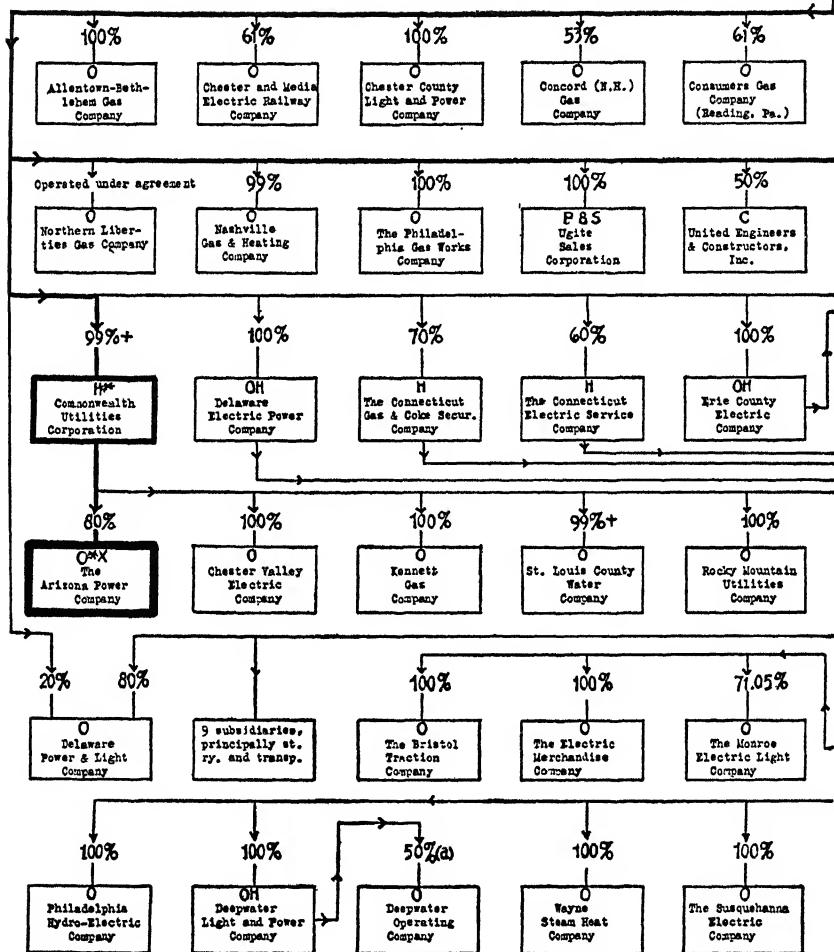 100%
O
Allentown-Beth-
lehem Gas
Company
61%
O
Chester and Media
Electric Railway
Company
100%
O
Chester County
Light and Power
Company
53%
O
Concord (N.H.)
Gas
Company
61%
O
Consumers Gas
Company
(Reading, Pa.)
Operated under agreement
O
Northern Liber-
ties Gas Company
99%
O
Nashville
Gas & Heating
Company
100%
O
The Philadel-
phia Gas Works
Company
100%
P & S
Ugite
Sales
Corporation
50%
C
United Engineers
& Constructors,
Inc.
99%+
H**
Commonwealth
Utilities
Corporation
100%
OH
Delaware
Electric Power
Company
70%
H
The Connecticut
Gas & Coke Secur.
Company
60%
H
The Connecticut
Electric Service
Company
100%
OH
Erie County
Electric
Company
80%
O**X
The
Arizona Power
Company
100%
O
Chester Valley
Electric
Company
100%
O
Kennett
Gas
Company
99%+
O
St. Louis County
Water
Company
100%
O
Rocky Mountain
Utilities
Company
20%
80%
O
Delaware
Power & Light
Company
9 subsidiaries,
principally st.
ry. and transp.
100%
O
The Bristol
Traction
Company
100%
O
The Electric
Merchandise
Company
71.05%
O
The Monroe
Electric Light
Company
100%
O
Philadelphia
Hydro-Electric
Company
100%
OH
Deepwater
Light and Power
Company
50%(a)
O
Deepwater
Operating
Company
100%
O
Wayne
Steam Heat
Company
100%
O
The Susquehanna
Electric
Company